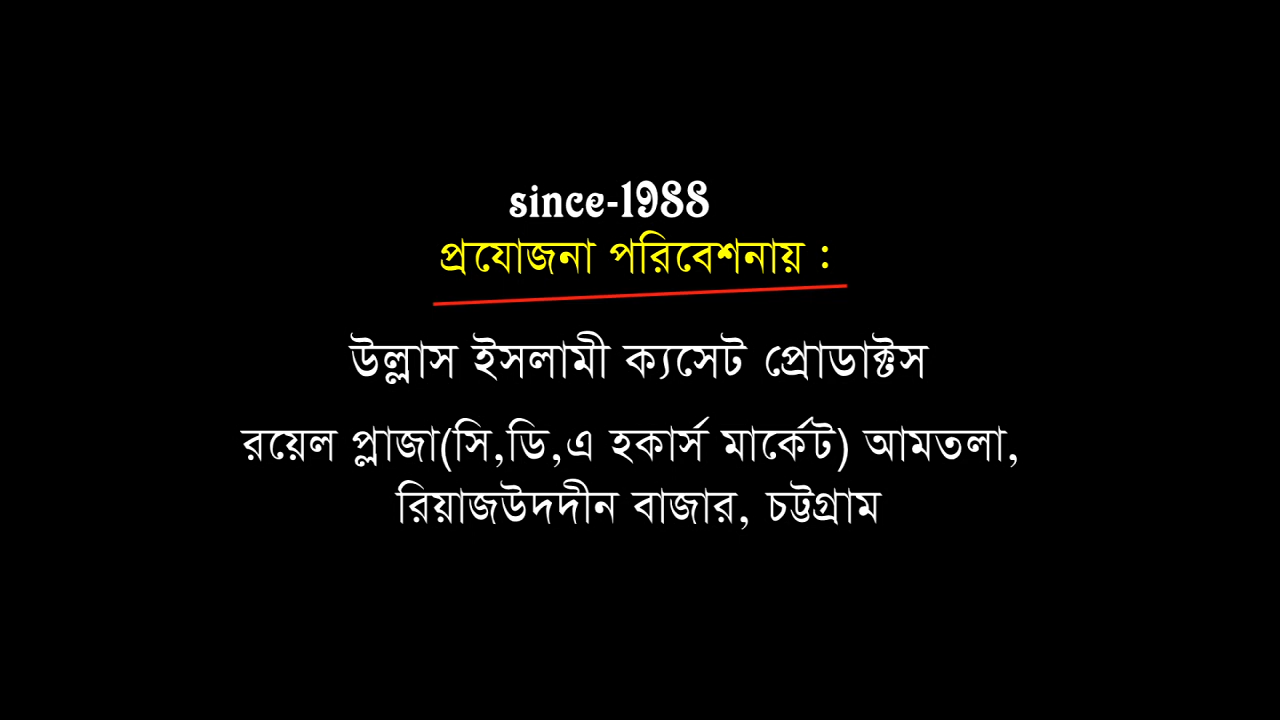 since-1988
প্রযোজনা পরিবেশনায় :
উল্লাস ইসলামী ক্যসেট প্রোডাক্টস
রয়েল প্লাজা(সি,ডি,এ হকার্স মার্কেট) আমতলা,
রিয়াজউদদীন বাজার, চট্টগ্রাম